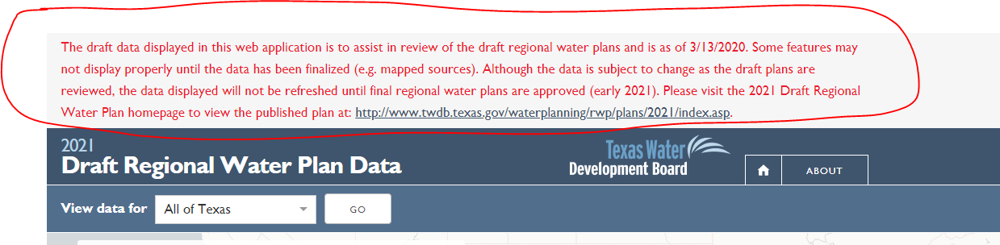 The draft data displayed in this web application is to assist in review of the draft regional water plans and is as of 3/13/2020. Some features may
not display properly until the data has been finalized (e.g. mapped sources). Although the data is subject to change as the draft plans are
reviewed, the data displayed will not be refreshed until final regional water plans are approved (early 2021). Please visit the 2021 Draft Regional
Water Plan homepage to view the published plan at: http://www.twdb.texas.gov/waterplanning/rwp/plans/2021/index.asp.
2021
Draft Regional Water Plan Data
Texas Water
Development Board
ABOUT
View data for
All of Texas
GO